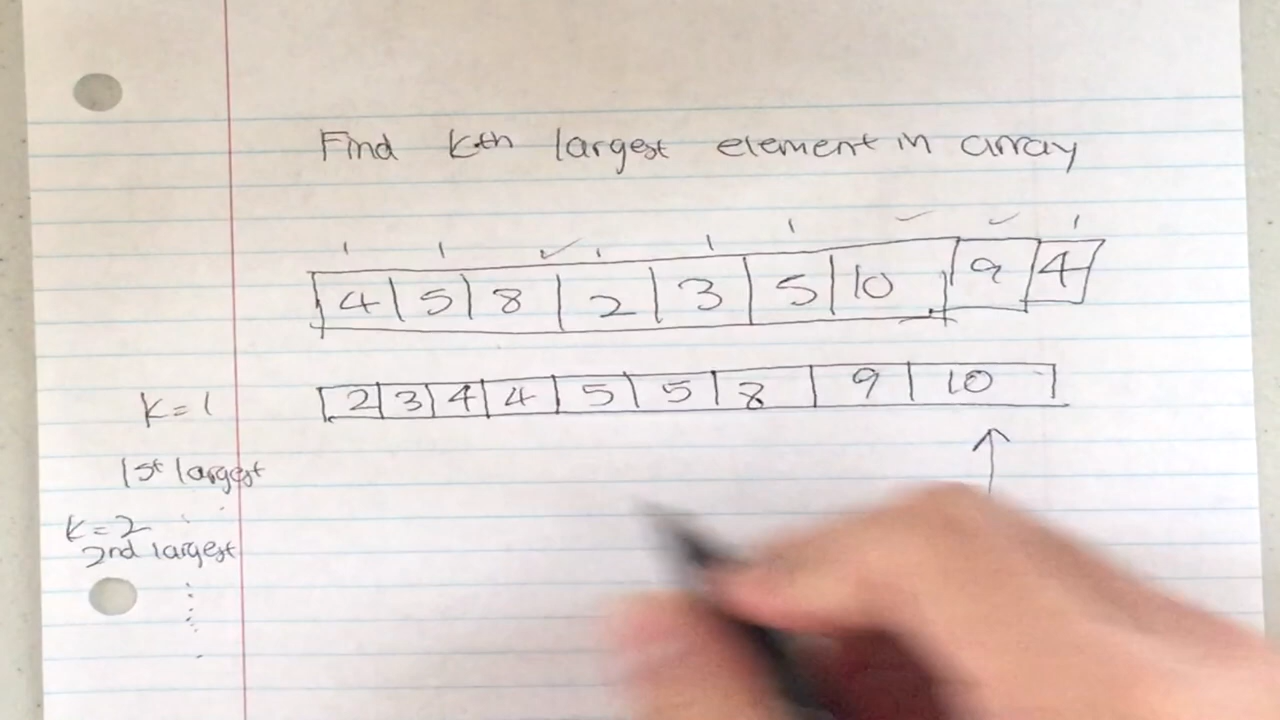 Find kth largest element in array
4 5 8 2 3 5 10 9 4
2 3 4 4 5 5 8 9 10
k=1
1st largest
k=2
2nd largest